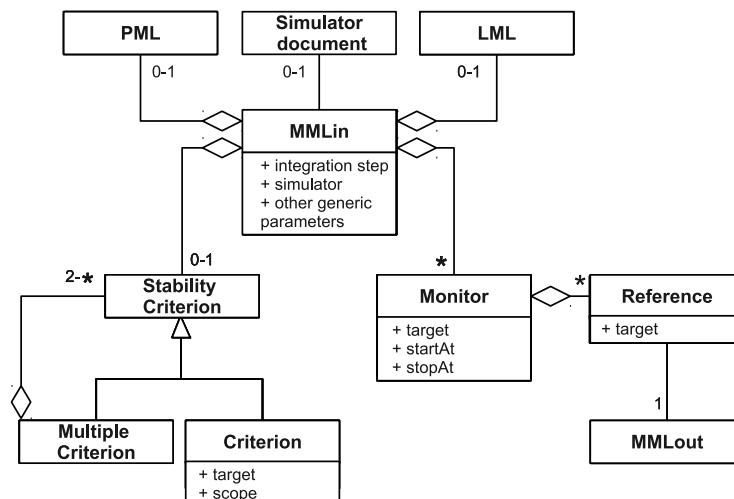 PML
Simulator
document
LML
0-1
0-1
0-1
MMLin
+ integration step
+ simulator
+ other generic
parameters
0-1
2-*
*
*
Stability
Criterion
Monitor
+ target
+ startAt
+ stopAt
Reference
+ target
1
Multiple
Criterion
Criterion
+ target
+ scope
MMLout